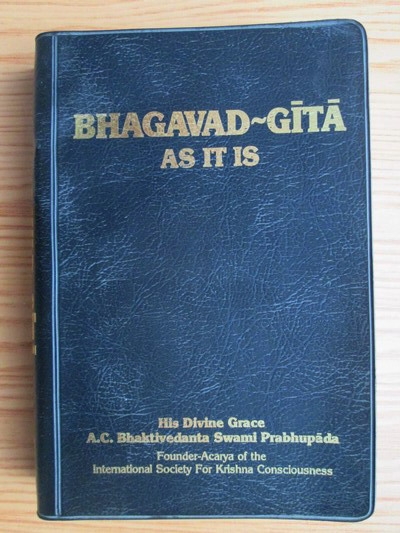 BHAGAVAD~GĪTĀ
AS IT IS
His Divine Grace
A.C. Bhaktivedanta Swami Prabhupāda
Founder-Acarya of the
International Society For Krishna Consciousness